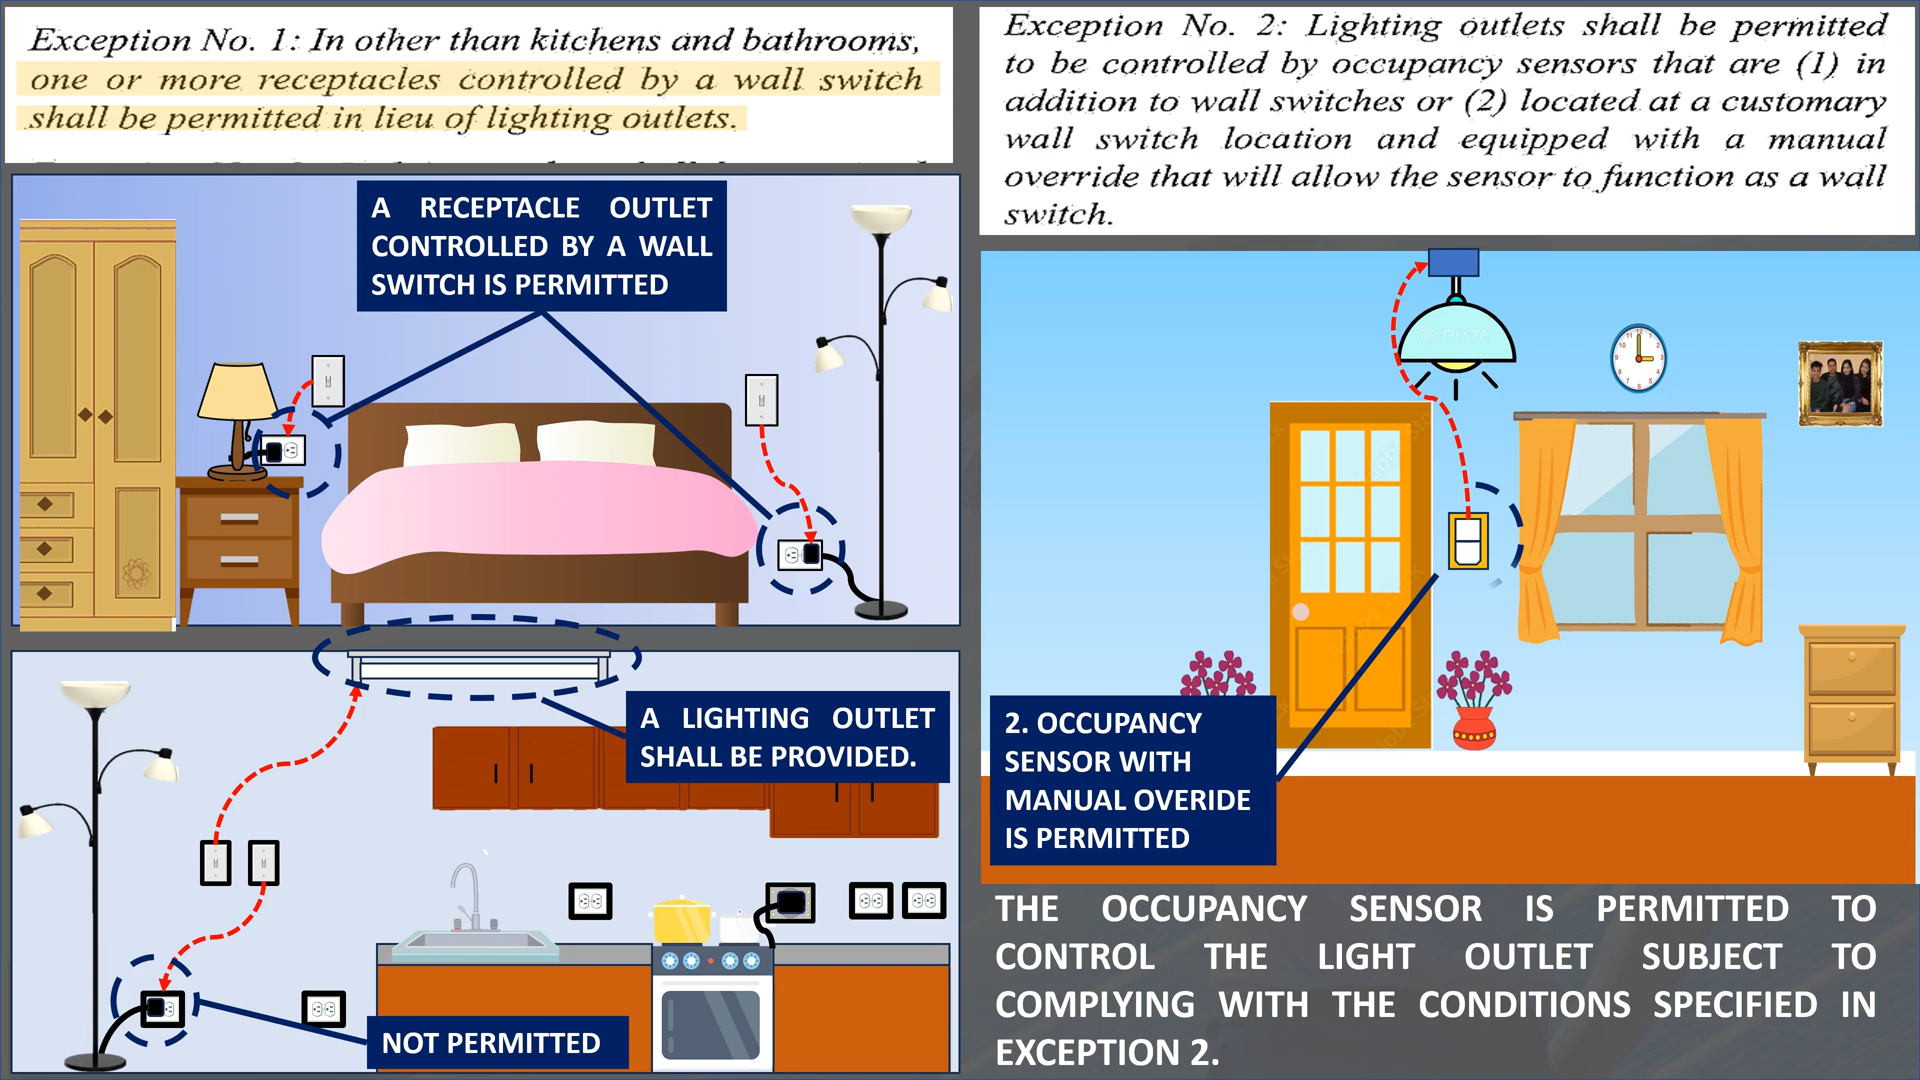 Exception No. 1: In other than kitchens and bathrooms,
one or more receptacles controlled by a wall switch
shall be permitted in lieu of lighting outlets.
A RECEPTACLE OUTLET
CONTROLLED BY A WALL
SWITCH IS PERMITTED
A LIGHTING OUTLET
SHALL BE PROVIDED.
NOT PERMITTED
Exception No. 2: Lighting outlets shall be permitted
to be controlled by occupancy sensors that are (1) in
addition to wall switches or (2) located at a customary
wall switch location and equipped with a manual
override that will allow the sensor to function as a wall
switch.
PIXTA
2. OCCUPANCY
SENSOR WITH
MANUAL OVERIDE
IS PERMITTED
THE OCCUPANCY SENSOR IS PERMITTED TO
CONTROL THE LIGHT OUTLET SUBJECT TO
COMPLYING WITH THE CONDITIONS SPECIFIED IN
EXCEPTION 2.